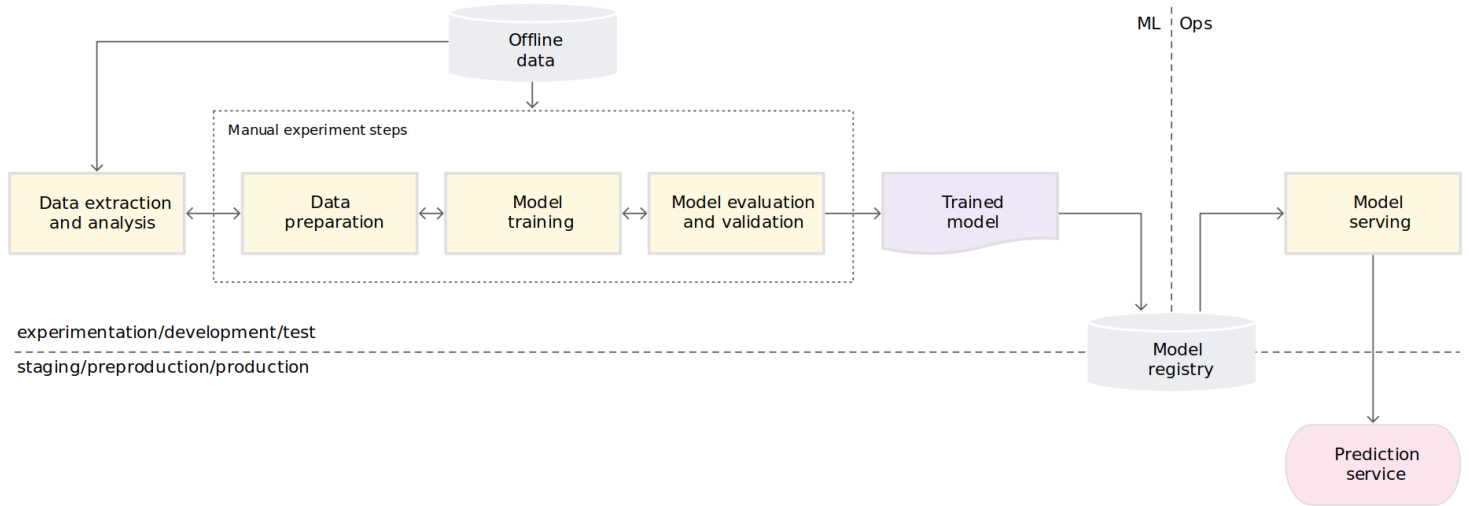 Offline
data
ML
Ops
Manual experiment steps
Data extraction
and analysis
Data
preparation
Model
training
Model evaluation
and validation
Trained
model
Model
serving
experimentation/development/test
staging/preproduction/production
Model
registry
Prediction
service